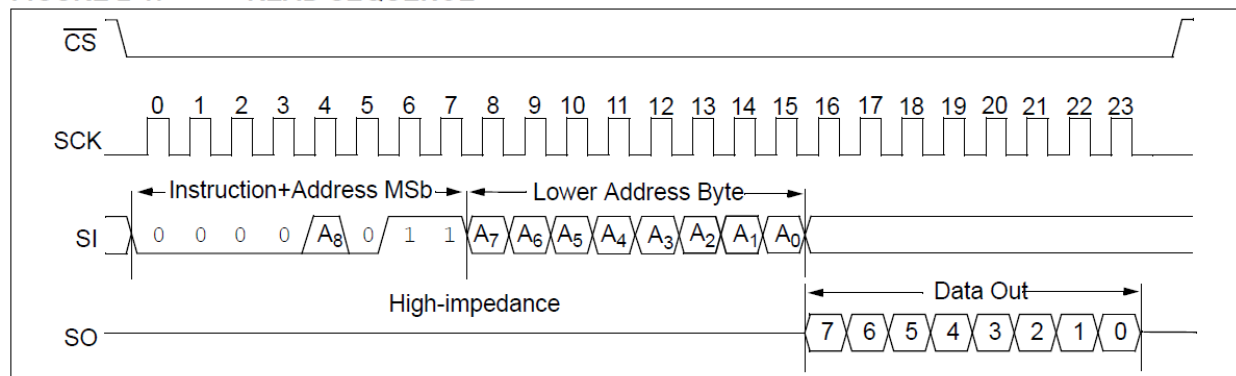 CS
0 1 2 3 4 5 6 7 8 9 10 11 12 13 14 15 16 17 18 19 20 21 22 23
SCK
Instruction+Address MSb Lower Address Byte
SI 0 0 0 0 A8 0 1 1 A7 A6 A5 A4 A3 A2 A1 A0
High-impedance Data Out
SO 7 6 5 4 3 2 1 0